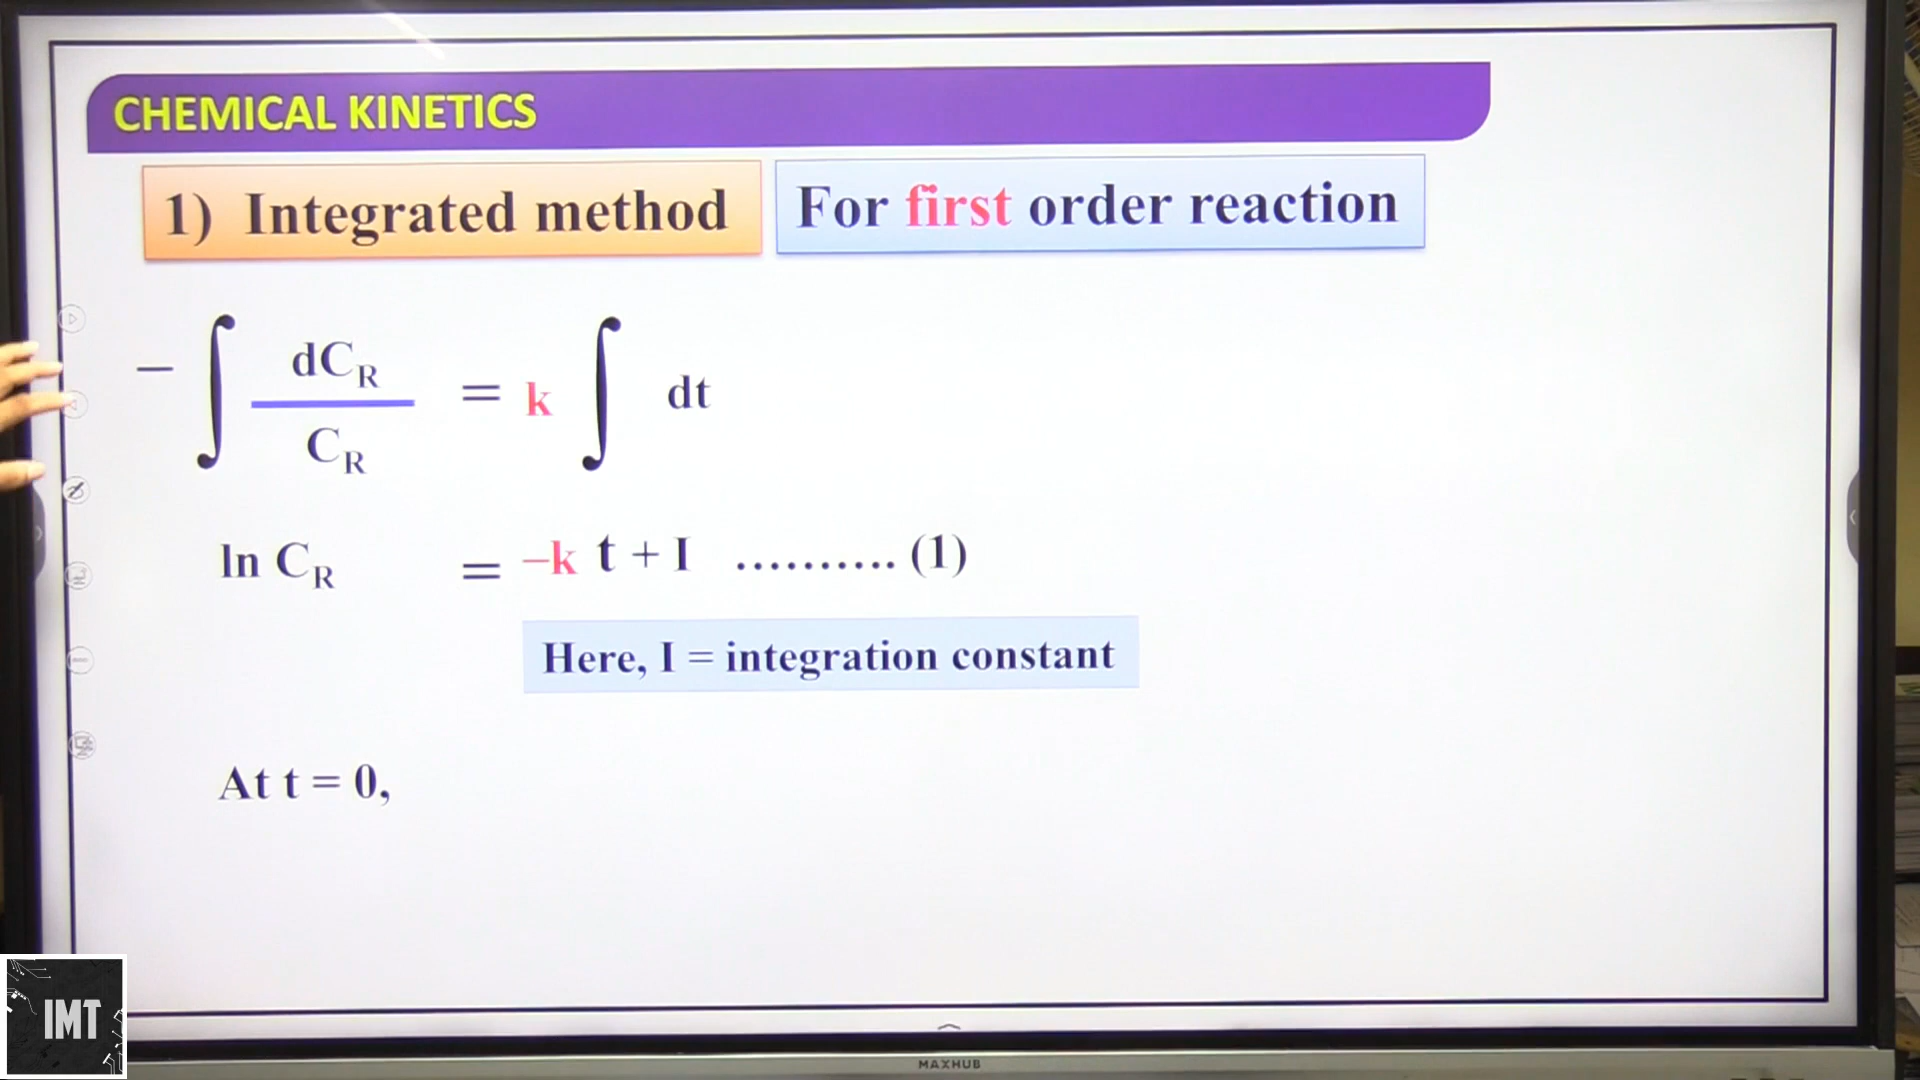 CHEMICAL KINETICS
1) Integrated method
For first order reaction
− ∫ dC_R / C_R = k ∫ dt
ln C_R = –k t + I .......... (1)
Here, I = integration constant
At t = 0,
IMT
MAXHUB